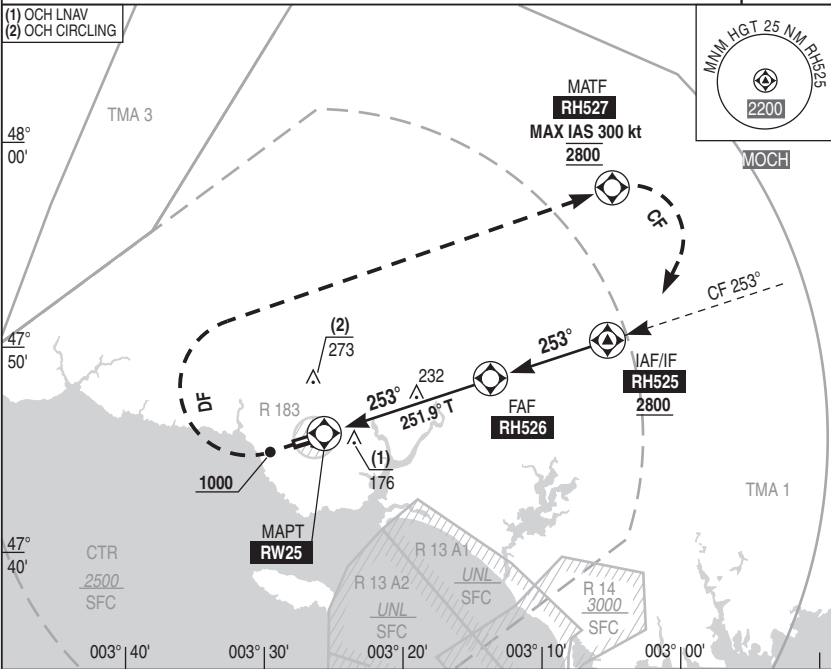 (1) OCH LNAV
(2) OCH CIRCLING
MNM HGT 25 NM RH525
2200
MOCH
TMA 3
MATF
RH527
MAX IAS 300 kt
2800
48°
00'
CF
CF 253°
47°
50'
(2)
273
253°
IAF/IF
RH525
2800
232
253°
251.9° T
FAF
RH526
DF
R 183
(1)
176
1000
MAPT
RW25
TMA 1
47°
40'
CTR
2500
SFC
R 13 A1
UNL
SFC
R 13 A2
UNL
SFC
R 14
3000
SFC
003° 40'
003° 30'
003° 20'
003° 10'
003° 00'